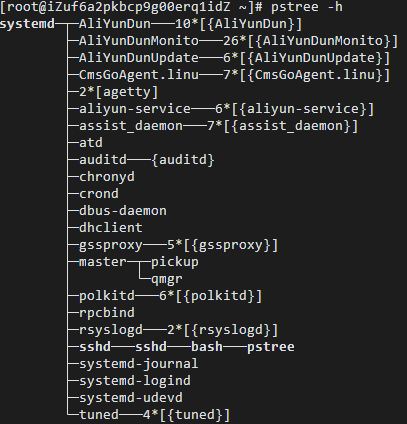 [root@iZuf6a2pkbcp9g00erq1idZ ~]# pstree -h
systemd─┬─AliYunDun───10*[{AliYunDun}]
        ├─AliYunDunMonito───26*[{AliYunDunMonito}]
        ├─AliYunDunUpdate───6*[{AliYunDunUpdate}]
        ├─CmsGoAgent.linu───7*[{CmsGoAgent.linu}]
        ├─2*[agetty]
        ├─aliyun-service───6*[{aliyun-service}]
        ├─assist_daemon───7*[{assist_daemon}]
        ├─atd
        ├─auditd───{auditd}
        ├─chronyd
        ├─crond
        ├─dbus-daemon
        ├─dhclient
        ├─gssproxy───5*[{gssproxy}]
        ├─master─┬─pickup
        │        └─qmgr
        ├─polkitd───6*[{polkitd}]
        ├─rpcbind
        ├─rsyslogd───2*[{rsyslogd}]
        ├─sshd───sshd───bash───pstree
        ├─systemd-journal
        ├─systemd-logind
        ├─systemd-udevd
        └─tuned───4*[{tuned}]